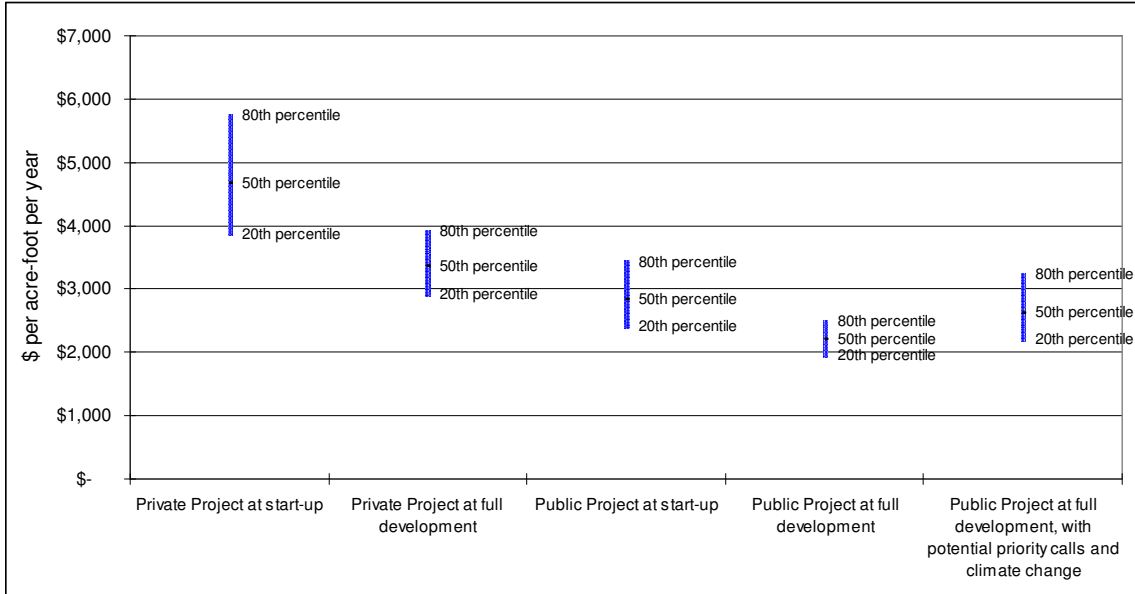 $ per acre-foot per year
$7,000
$6,000
$5,000
$4,000
$3,000
$2,000
$1,000
$-
80th percentile
50th percentile
20th percentile
80th percentile
50th percentile
20th percentile
80th percentile
50th percentile
20th percentile
80th percentile
50th percentile
20th percentile
80th percentile
50th percentile
20th percentile
Private Project at start-up
Private Project at full
development
Public Project at start-up
Public Project at full
development
Public Project at full
development, with
potential priority calls and
climate change